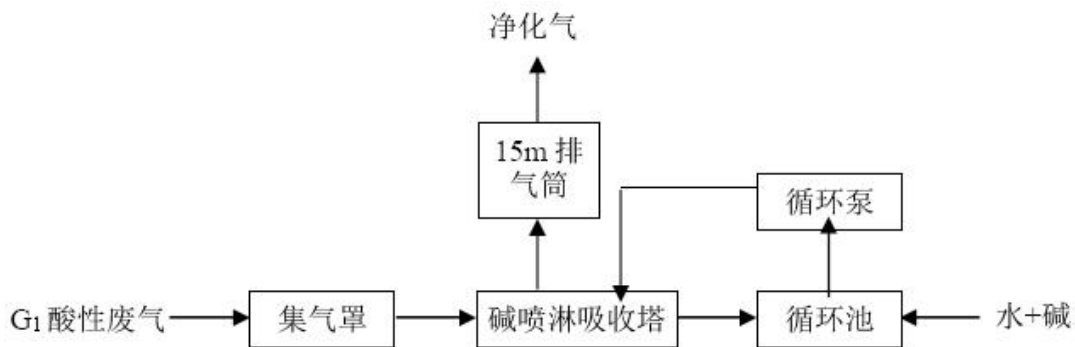 净化气
15m 排
气筒
循环泵
G₁ 酸性废气
集气罩
碱喷淋吸收塔
循环池
水+碱